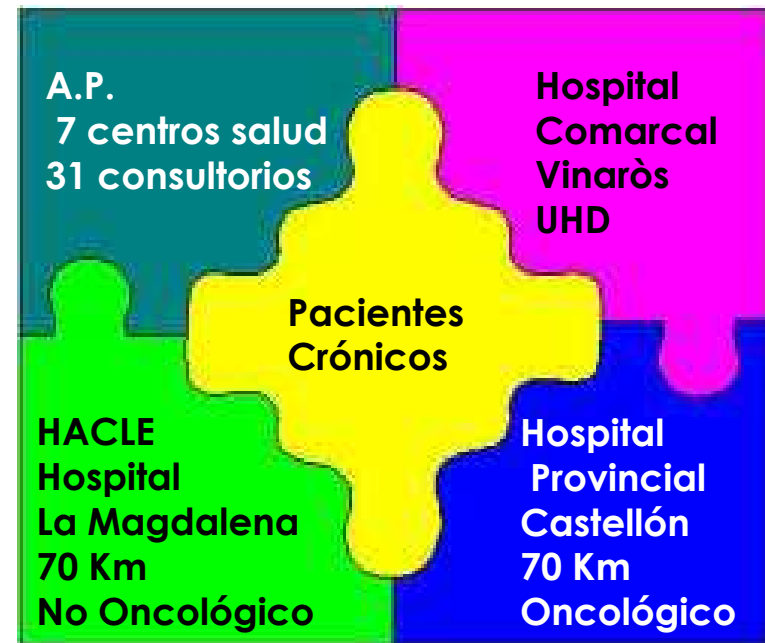 A.P.
7 centros salud
31 consultorios
Hospital
Comarcal
Vinaròs
UHD
Pacientes
Crónicos
HACLE
Hospital
La Magdalena
70 Km
No Oncológico
Hospital
Provincial
Castellón
70 Km
Oncológico